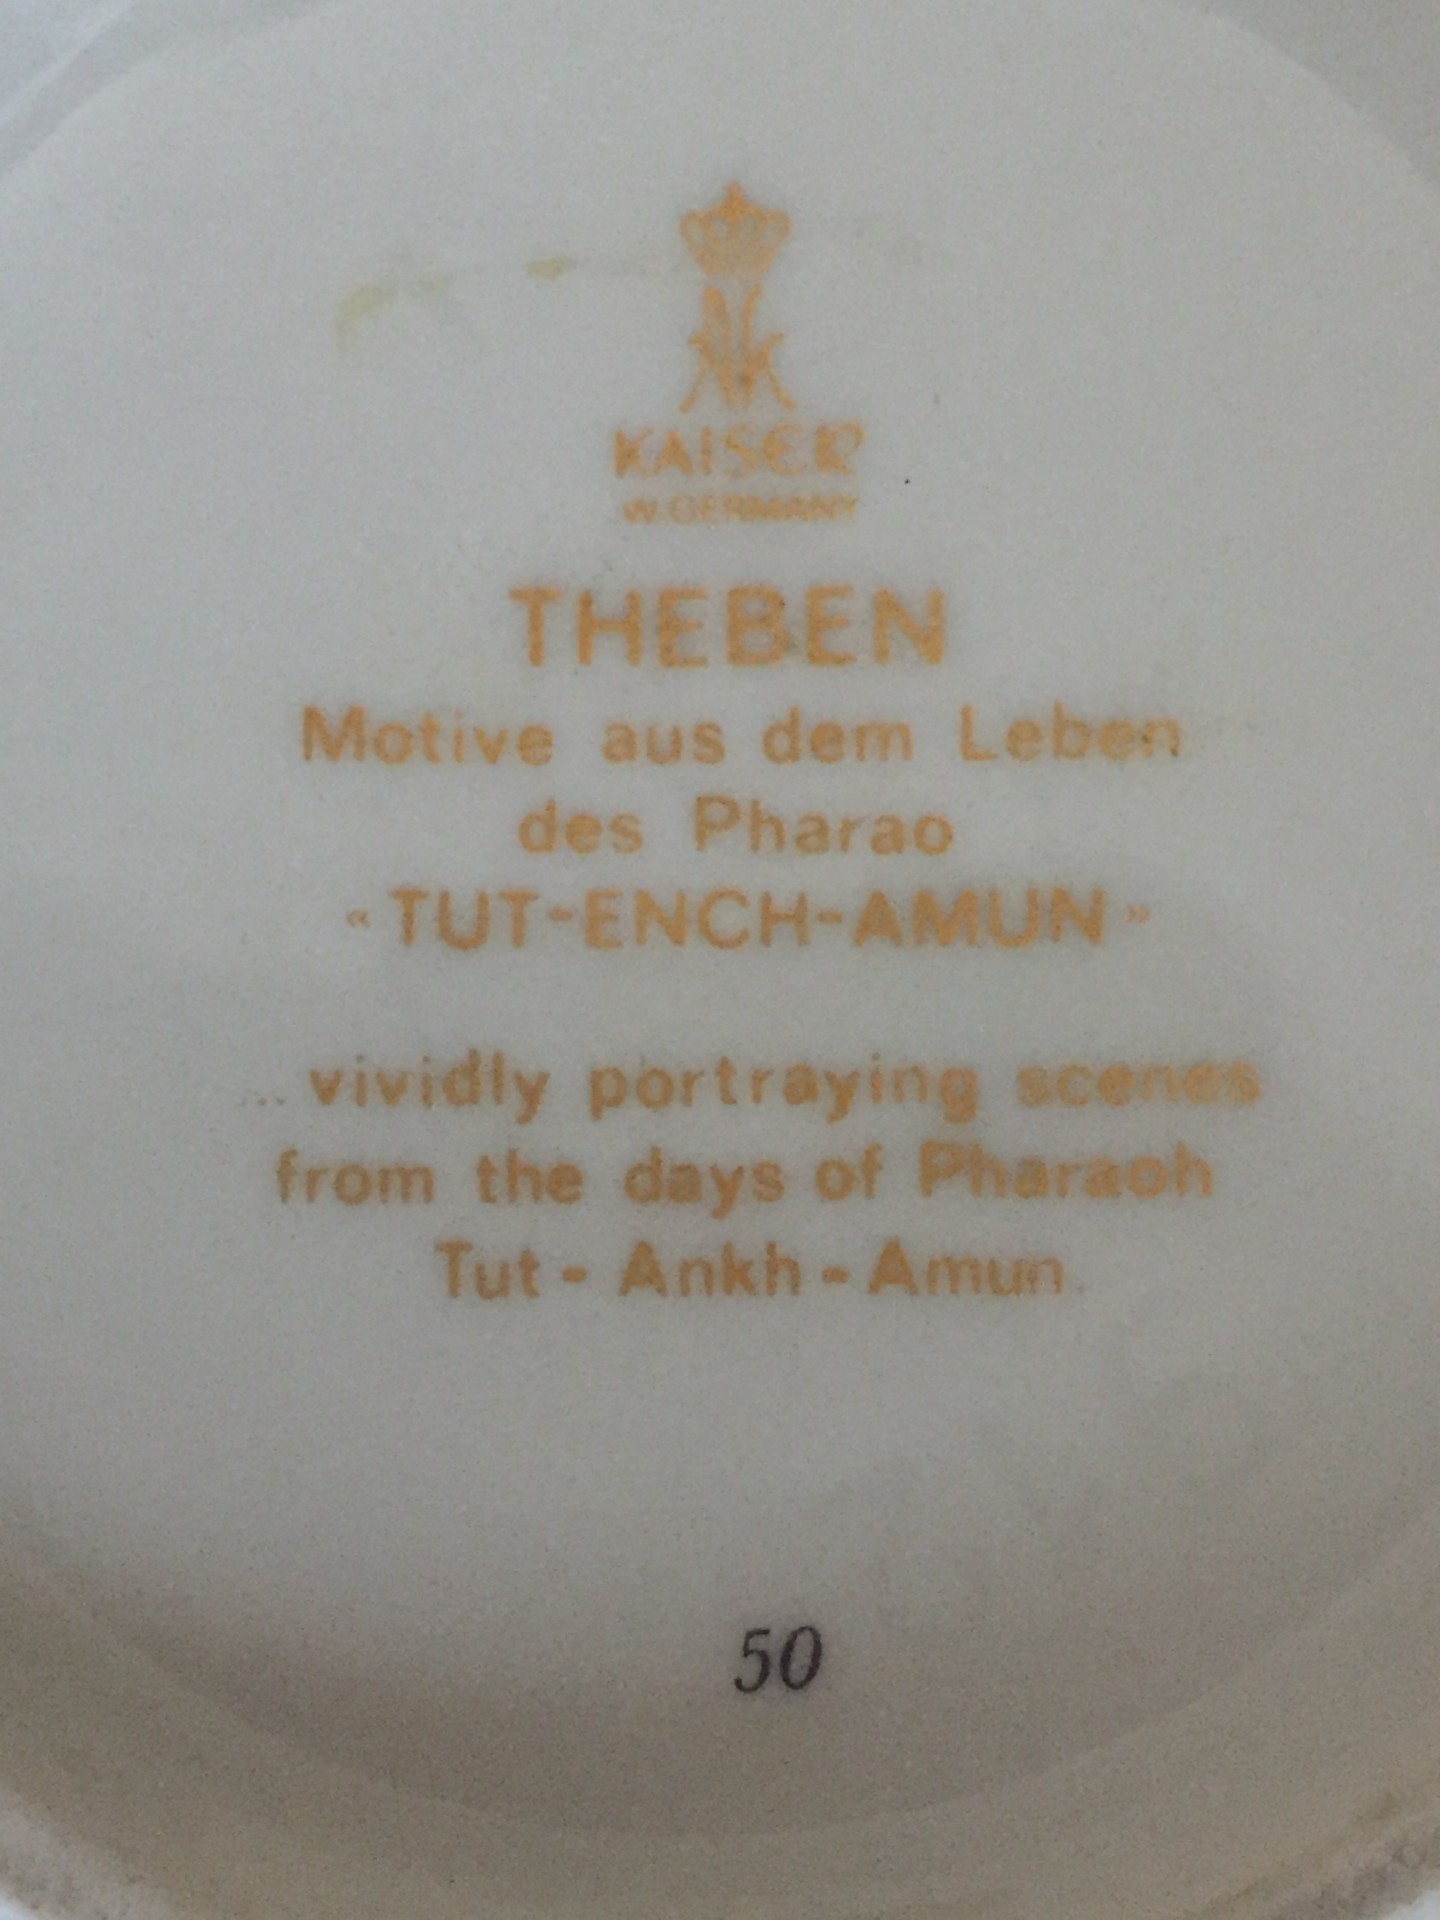 KAISER
W. GERMANY
THEBEN
Motive aus dem Leben
des Pharao
«TUT-ENCH-AMUN»
... vividly portraying scenes
from the days of Pharaoh
Tut - Ankh - Amun
50